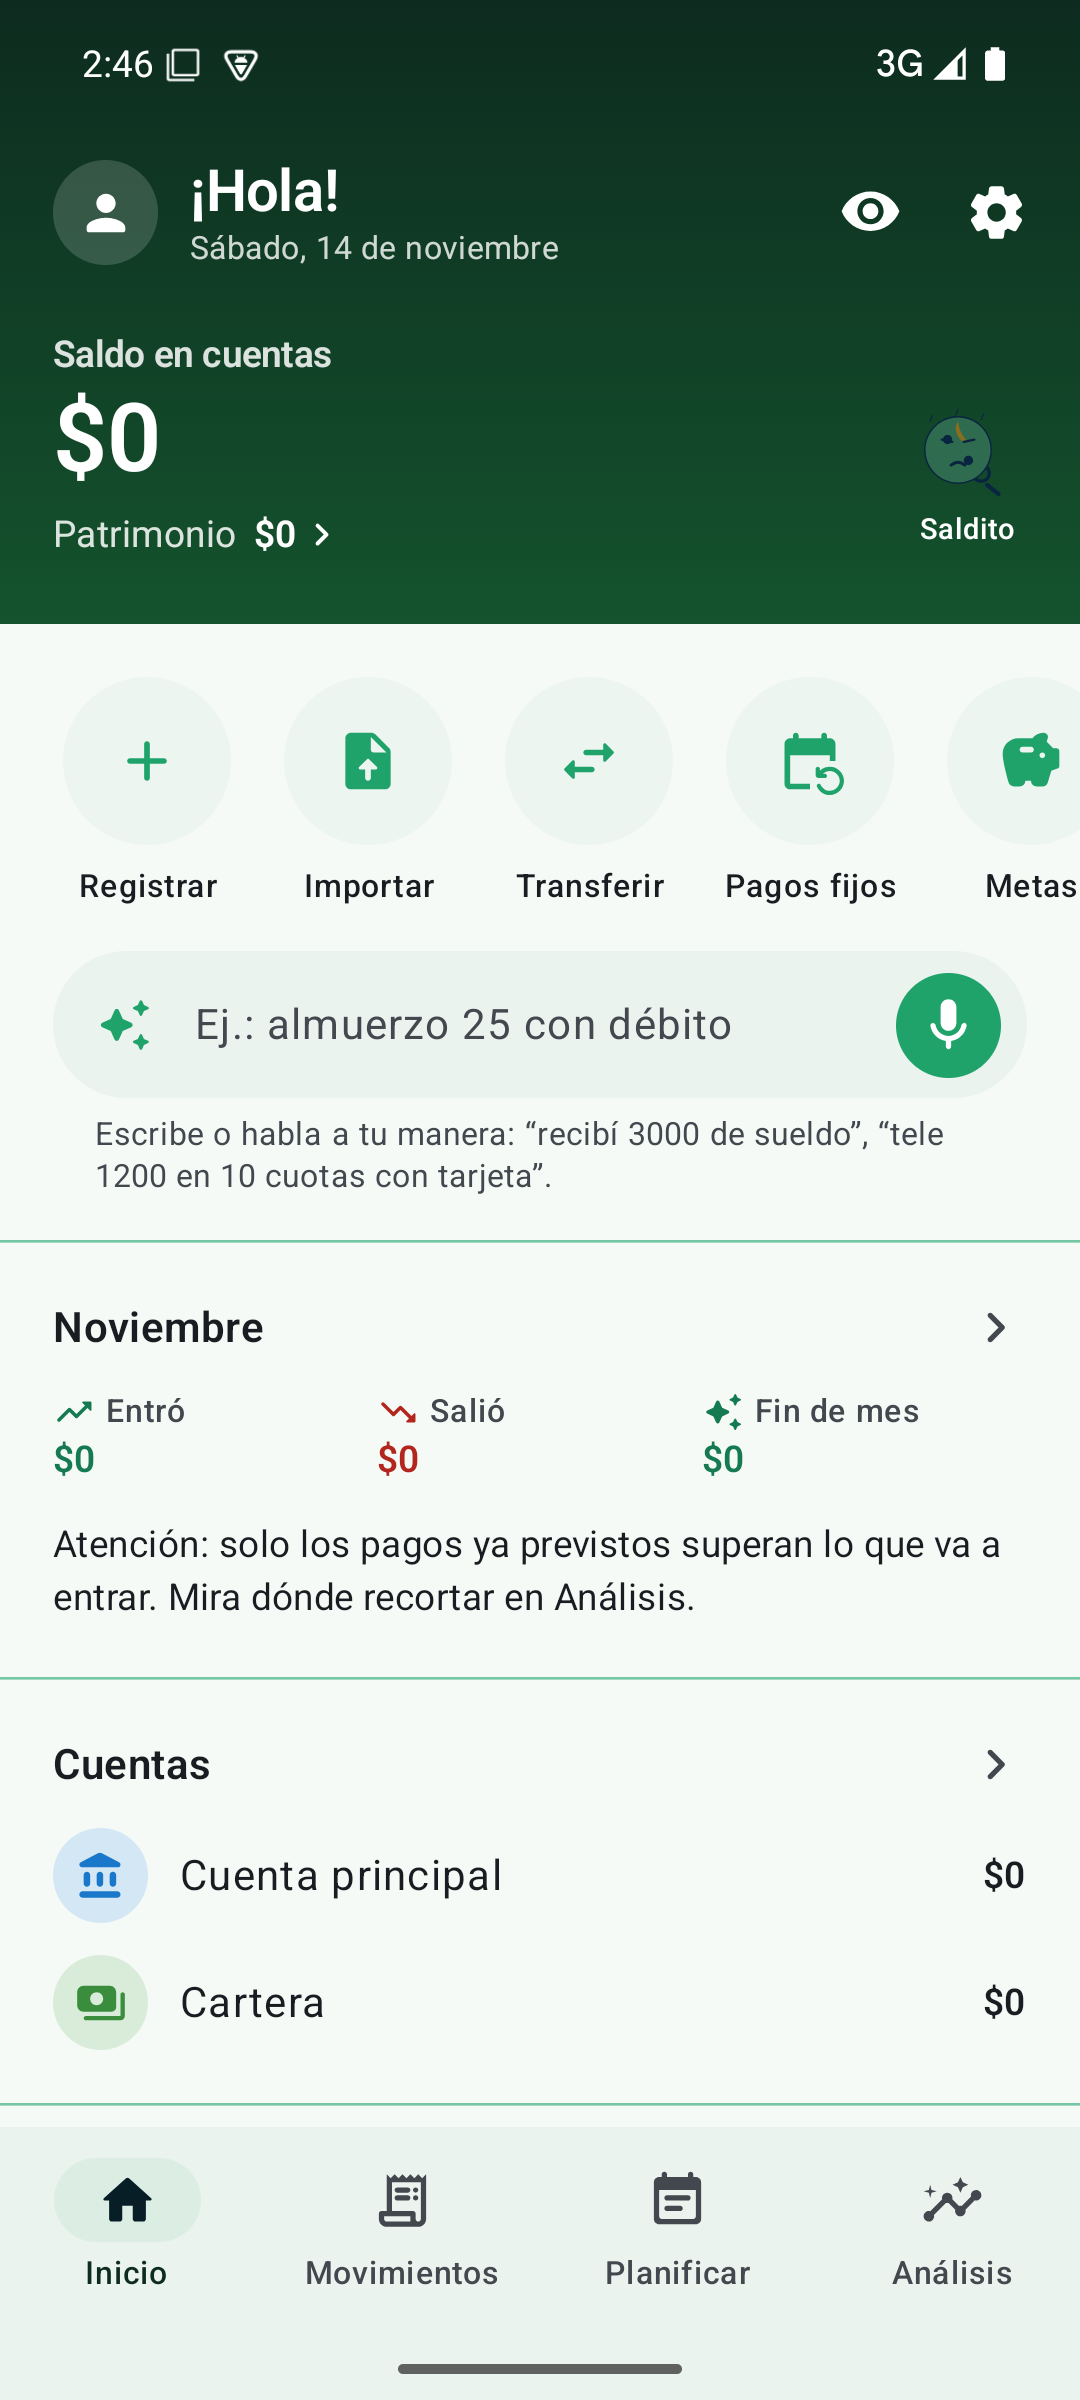 2:46
3G
¡Hola!
Sábado, 14 de noviembre
Saldo en cuentas
$0
Patrimonio $0
Saldito
Registrar
Importar
Transferir
Pagos fijos
Metas
Ej.: almuerzo 25 con débito
Escribe o habla a tu manera: “recibí 3000 de sueldo”, “tele
1200 en 10 cuotas con tarjeta”.
Noviembre
Entró
Salió
Fin de mes
$0
$0
$0
Atención: solo los pagos ya previstos superan lo que va a
entrar. Mira dónde recortar en Análisis.
Cuentas
Cuenta principal $0
Cartera $0
Inicio
Movimientos
Planificar
Análisis